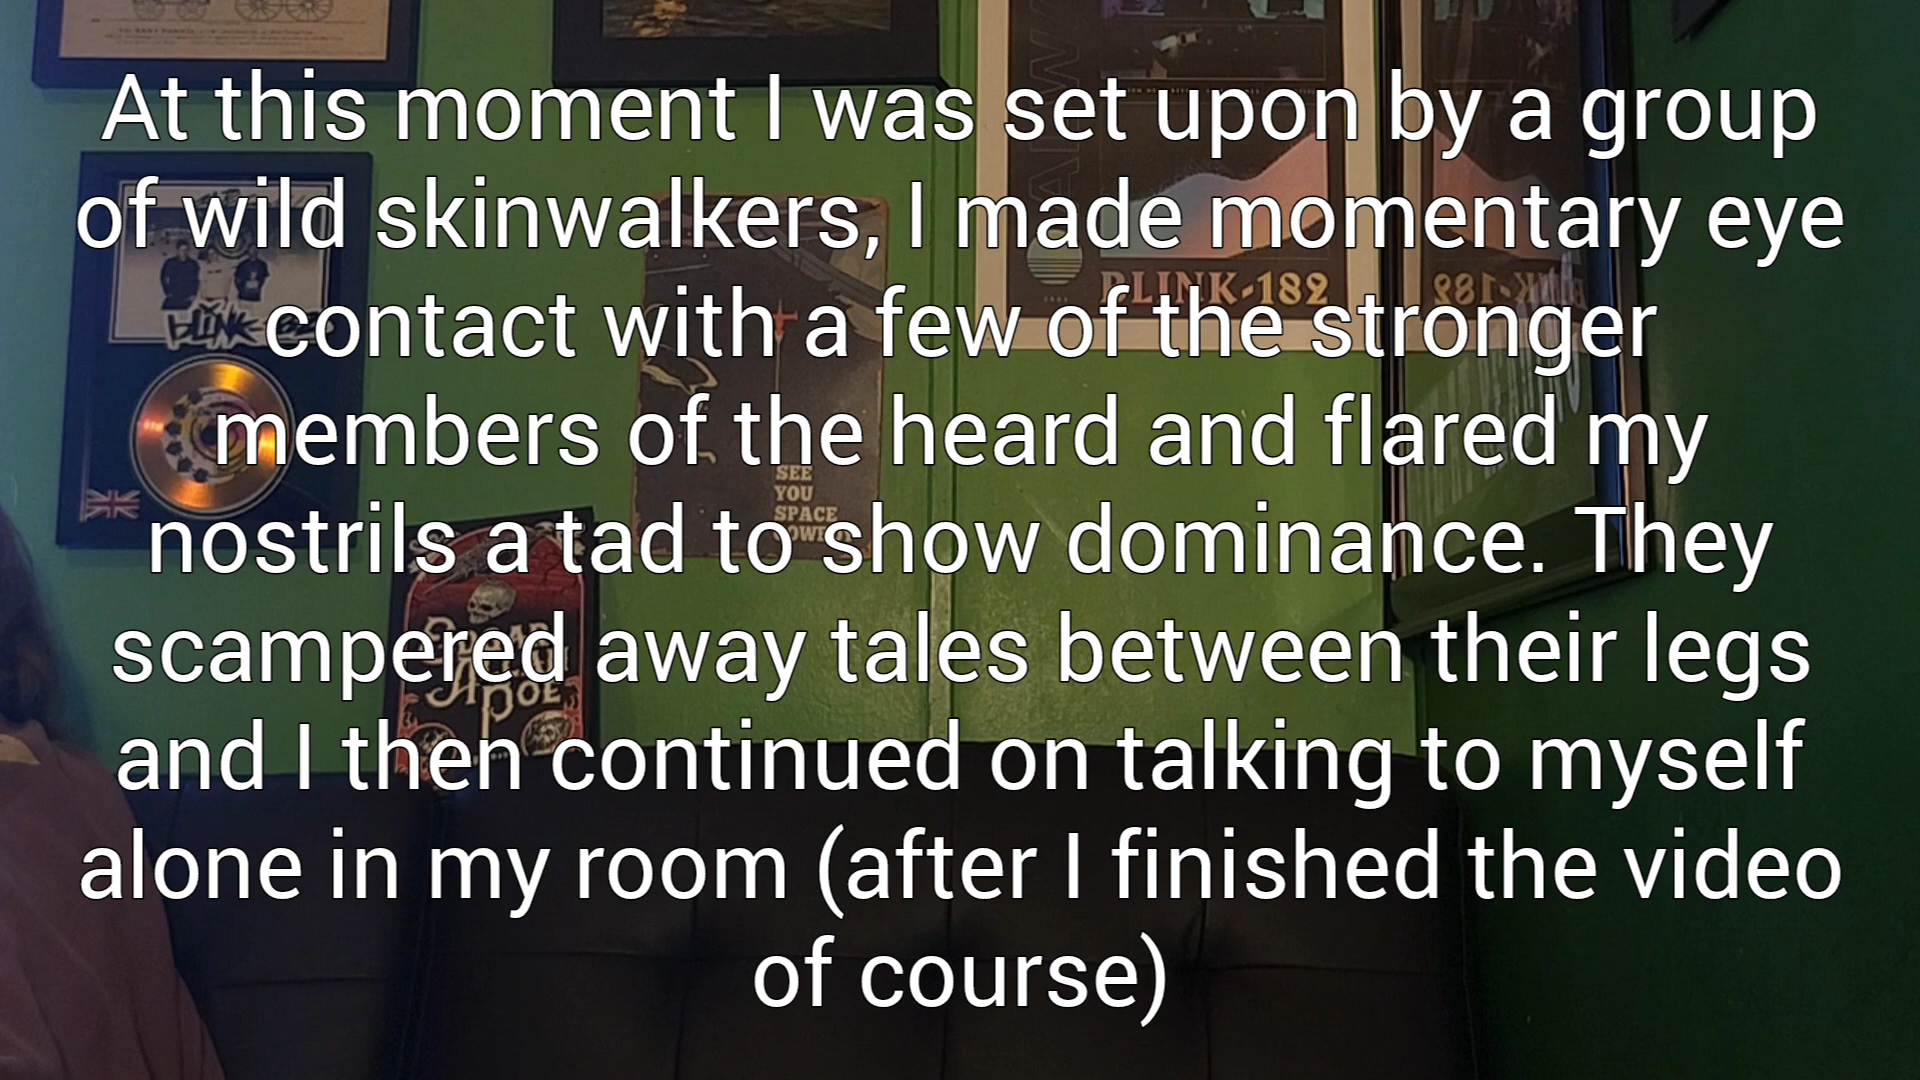 At this moment I was set upon by a group
of wild skinwalkers, I made momentary eye
contact with a few of the stronger
members of the heard and flared my
nostrils a tad to show dominance. They
scampered away tales between their legs
and I then continued on talking to myself
alone in my room (after I finished the video
of course)
BLINK-182
SEE
YOU
SPACE
EDGAR
ALLAN
POE